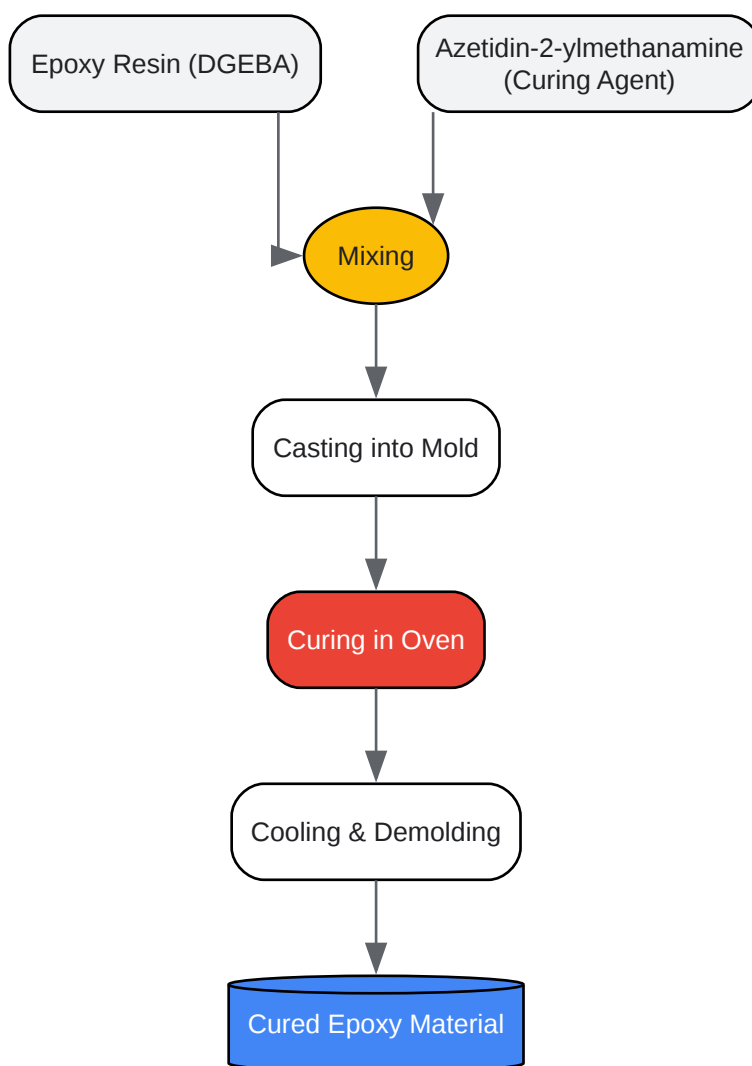 Epoxy Resin (DGEBA)
Azetidin-2-ylmethanamine
(Curing Agent)
Mixing
Casting into Mold
Curing in Oven
Cooling & Demolding
Cured Epoxy Material